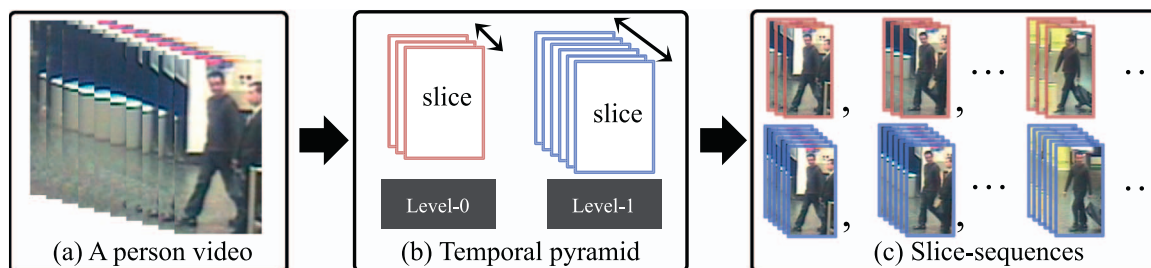 slice
slice
Level-0
Level-1
, , ... ..
, , ... ..
(a) A person video
(b) Temporal pyramid
(c) Slice-sequences